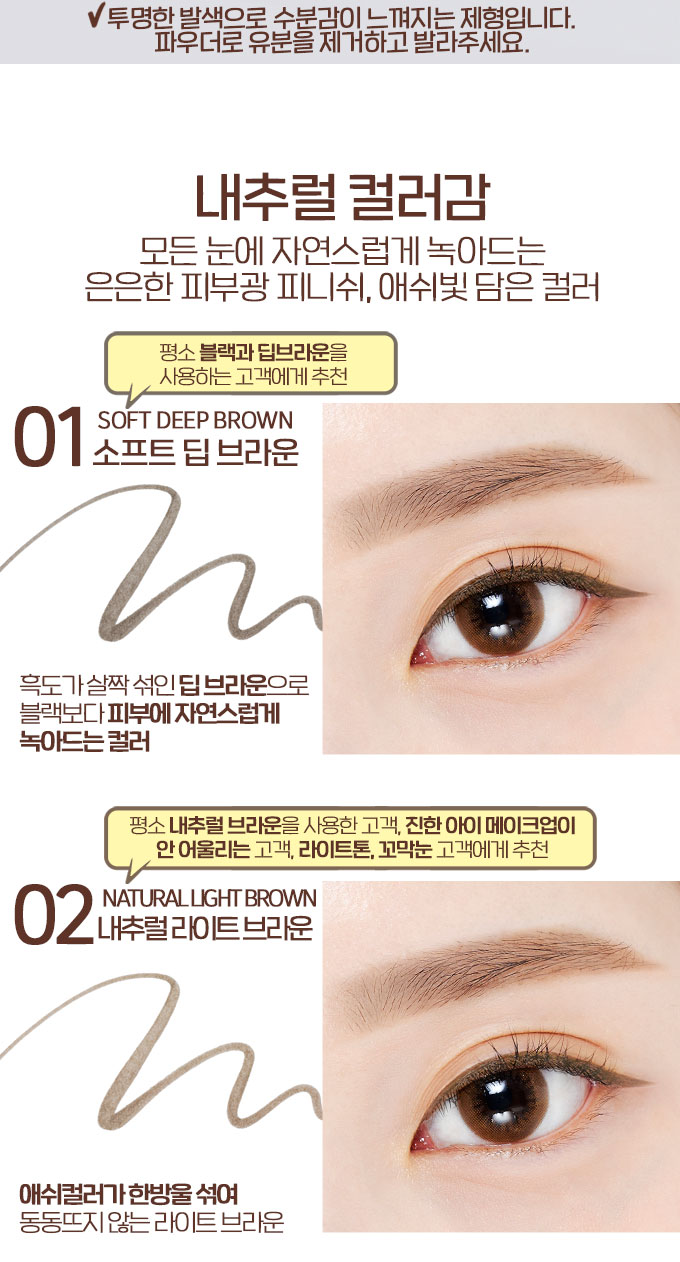 ✓투명한 발색으로 수분감이 느껴지는 제형입니다.
파우더로 유분을 제거하고 발라주세요.
내추럴 컬러감
모든 눈에 자연스럽게 녹아드는
은은한 피부광 피니쉬, 애쉬빛 담은 컬러
평소 블랙과 딥브라운을
사용하는 고객에게 추천
01 SOFT DEEP BROWN
소프트 딥 브라운
흑도가 살짝 섞인 딥 브라운으로
블랙보다 피부에 자연스럽게
녹아드는 컬러
평소 내추럴 브라운을 사용한 고객, 진한 아이 메이크업이
안 어울리는 고객, 라이트톤, 꼬막눈 고객에게 추천
02 NATURAL LIGHT BROWN
내추럴 라이트 브라운
애쉬컬러가 한방울 섞여
동동뜨지 않는 라이트 브라운